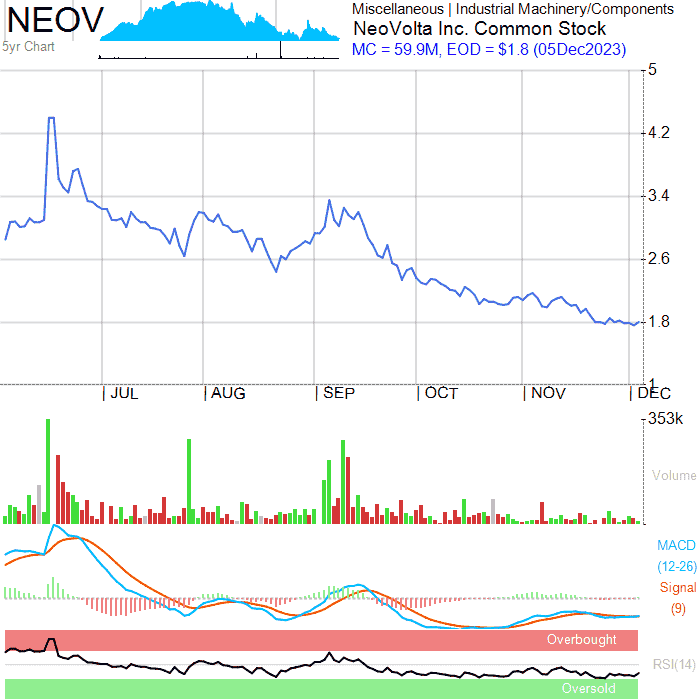 NEOV
5yr Chart
Miscellaneous | Industrial Machinery/Components
NeoVolta Inc. Common Stock
MC = 59.9M, EOD = $1.8 (05Dec2023)
5
4.2
3.4
2.6
1.8
1
JUL
AUG
SEP
OCT
NOV
DEC
353k
Volume
MACD
(12-26)
Signal
(9)
Overbought
RSI(14)
Oversold